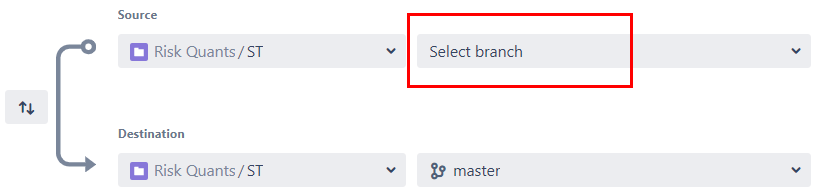 Source
Risk Quants/ST Select branch
Destination
Risk Quants/ST master